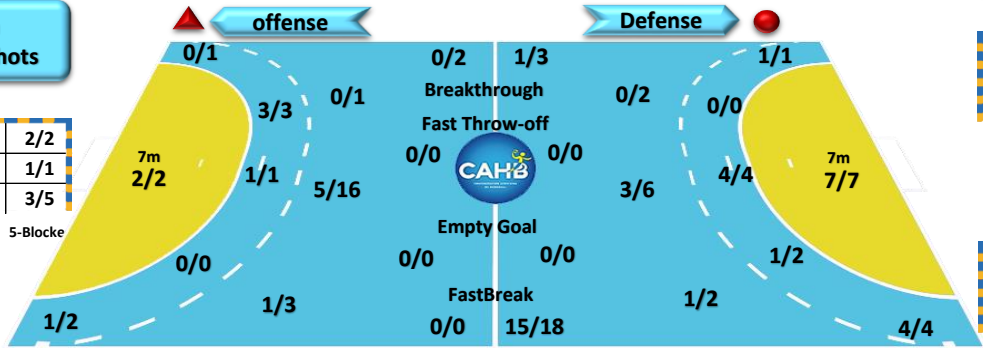 offense
Defense
hots
0/1
0/2
1/3
1/1
Breakthrough
3/3
0/1
0/2
0/0
Fast Throw-off
2/2
1/1
3/5
5-Blocke
7m
2/2
1/1
5/16
0/0
CAHB
0/0
3/6
4/4
7m
7/7
Empty Goal
0/0
0/0
0/0
1/2
FastBreak
1/2
1/3
0/0
15/18
1/2
4/4